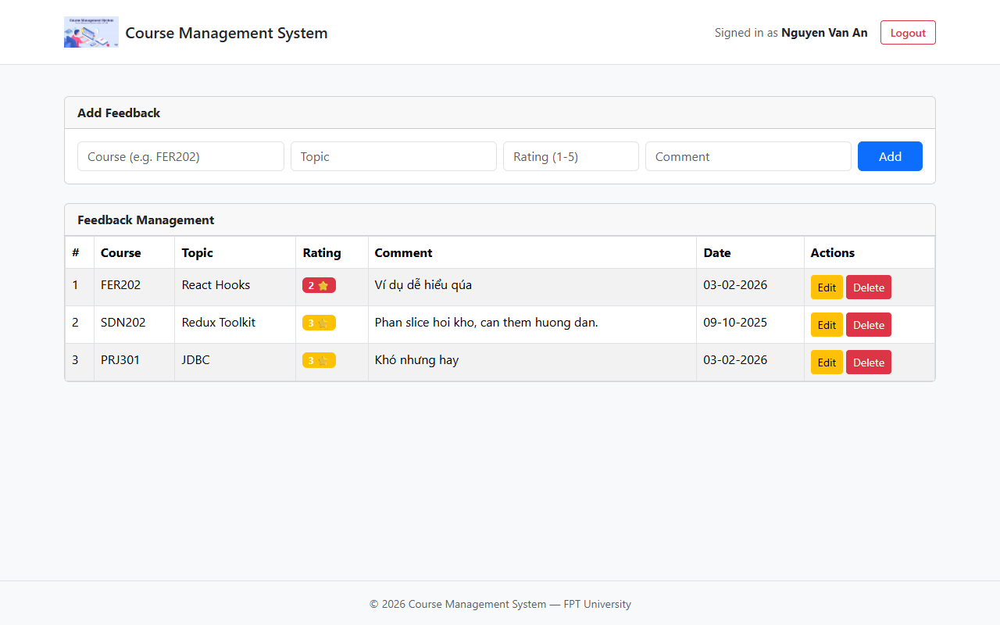 Course Management System
Course Management System
Signed in as Nguyen Van An
Logout
Add Feedback
Course (e.g. FER202)
Topic
Rating (1-5)
Comment
Add
Feedback Management
# Course Topic Rating Comment Date Actions
1 FER202 React Hooks 2 ⭐ Ví dụ dễ hiểu qúa 03-02-2026 Edit Delete
2 SDN202 Redux Toolkit 3 ⭐ Phan slice hoi kho, can them huong dan. 09-10-2025 Edit Delete
3 PRJ301 JDBC 3 ⭐ Khó nhưng hay 03-02-2026 Edit Delete
© 2026 Course Management System — FPT University